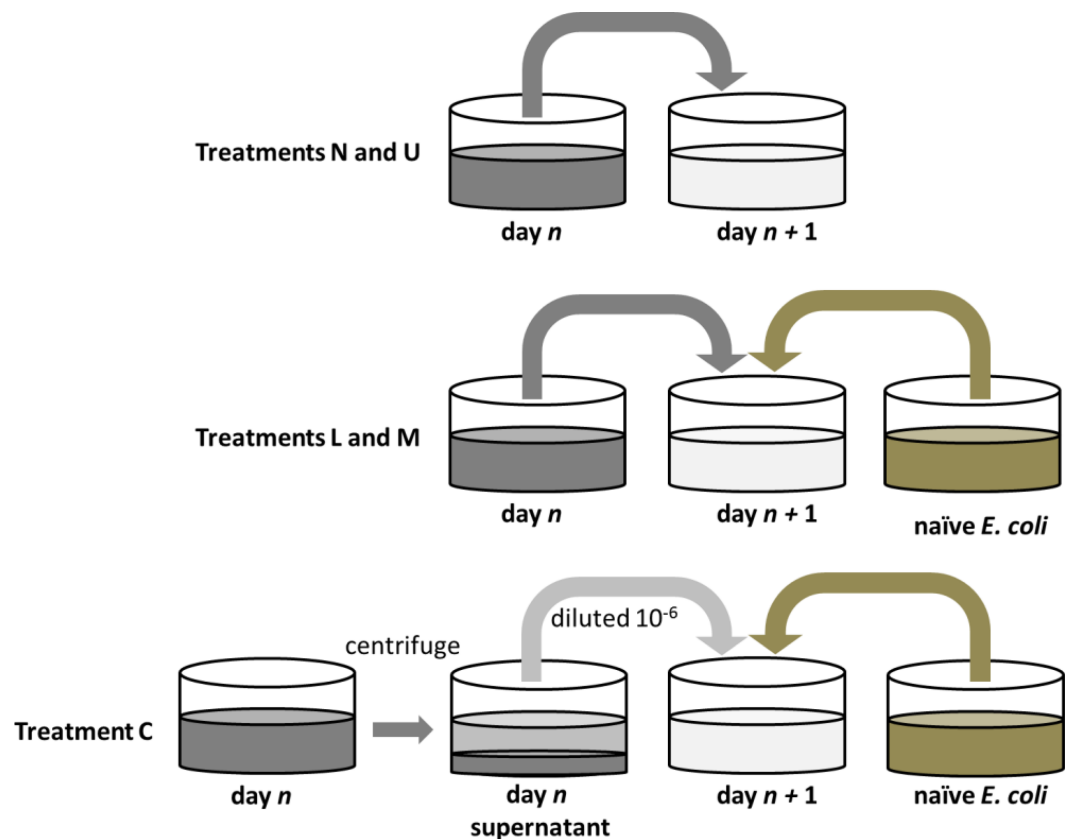 Treatments N and U
day n
day n + 1
Treatments L and M
day n
day n + 1
naïve E. coli
diluted 10⁻⁶
centrifuge
Treatment C
day n
day n
supernatant
day n + 1
naïve E. coli